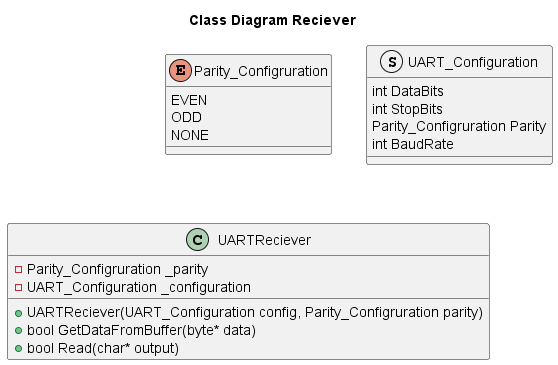 Class Diagram Reciever
E Parity_Configruration
EVEN
ODD
NONE
S UART_Configuration
int DataBits
int StopBits
Parity_Configruration Parity
int BaudRate
C UARTReciever
Parity_Configruration _parity
UART_Configuration _configuration
UARTReciever(UART_Configuration config, Parity_Configruration parity)
bool GetDataFromBuffer(byte* data)
bool Read(char* output)